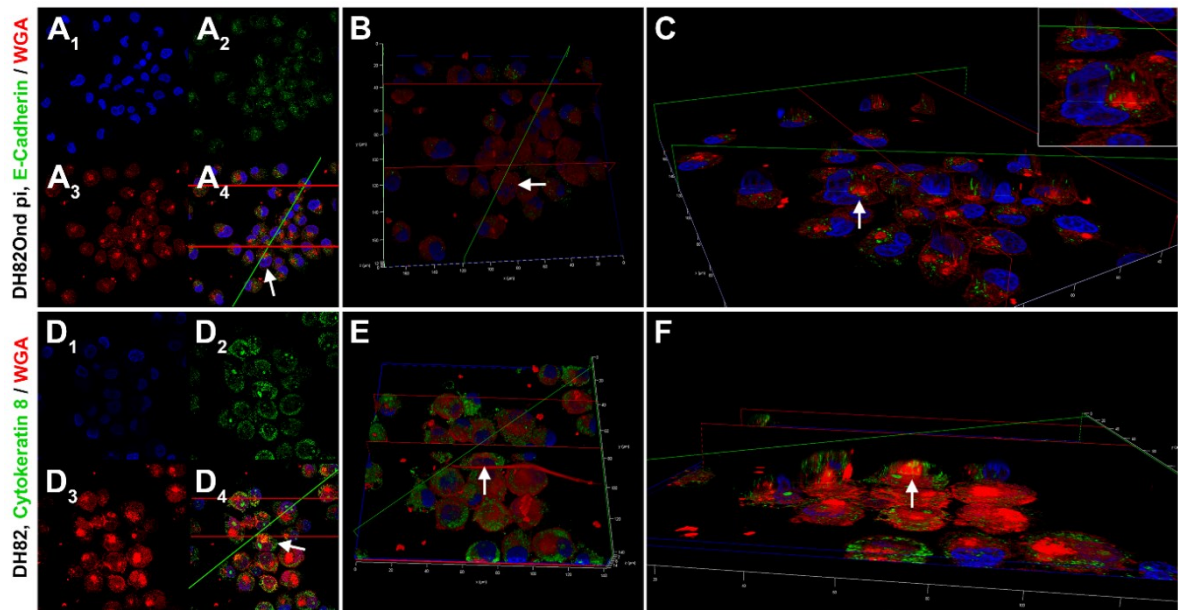 DH82Ond pi, E-Cadherin / WGA
A1
A2
A3
A4
B
C
DH82, Cytokeratin 8 / WGA
D1
D2
D3
D4
E
F